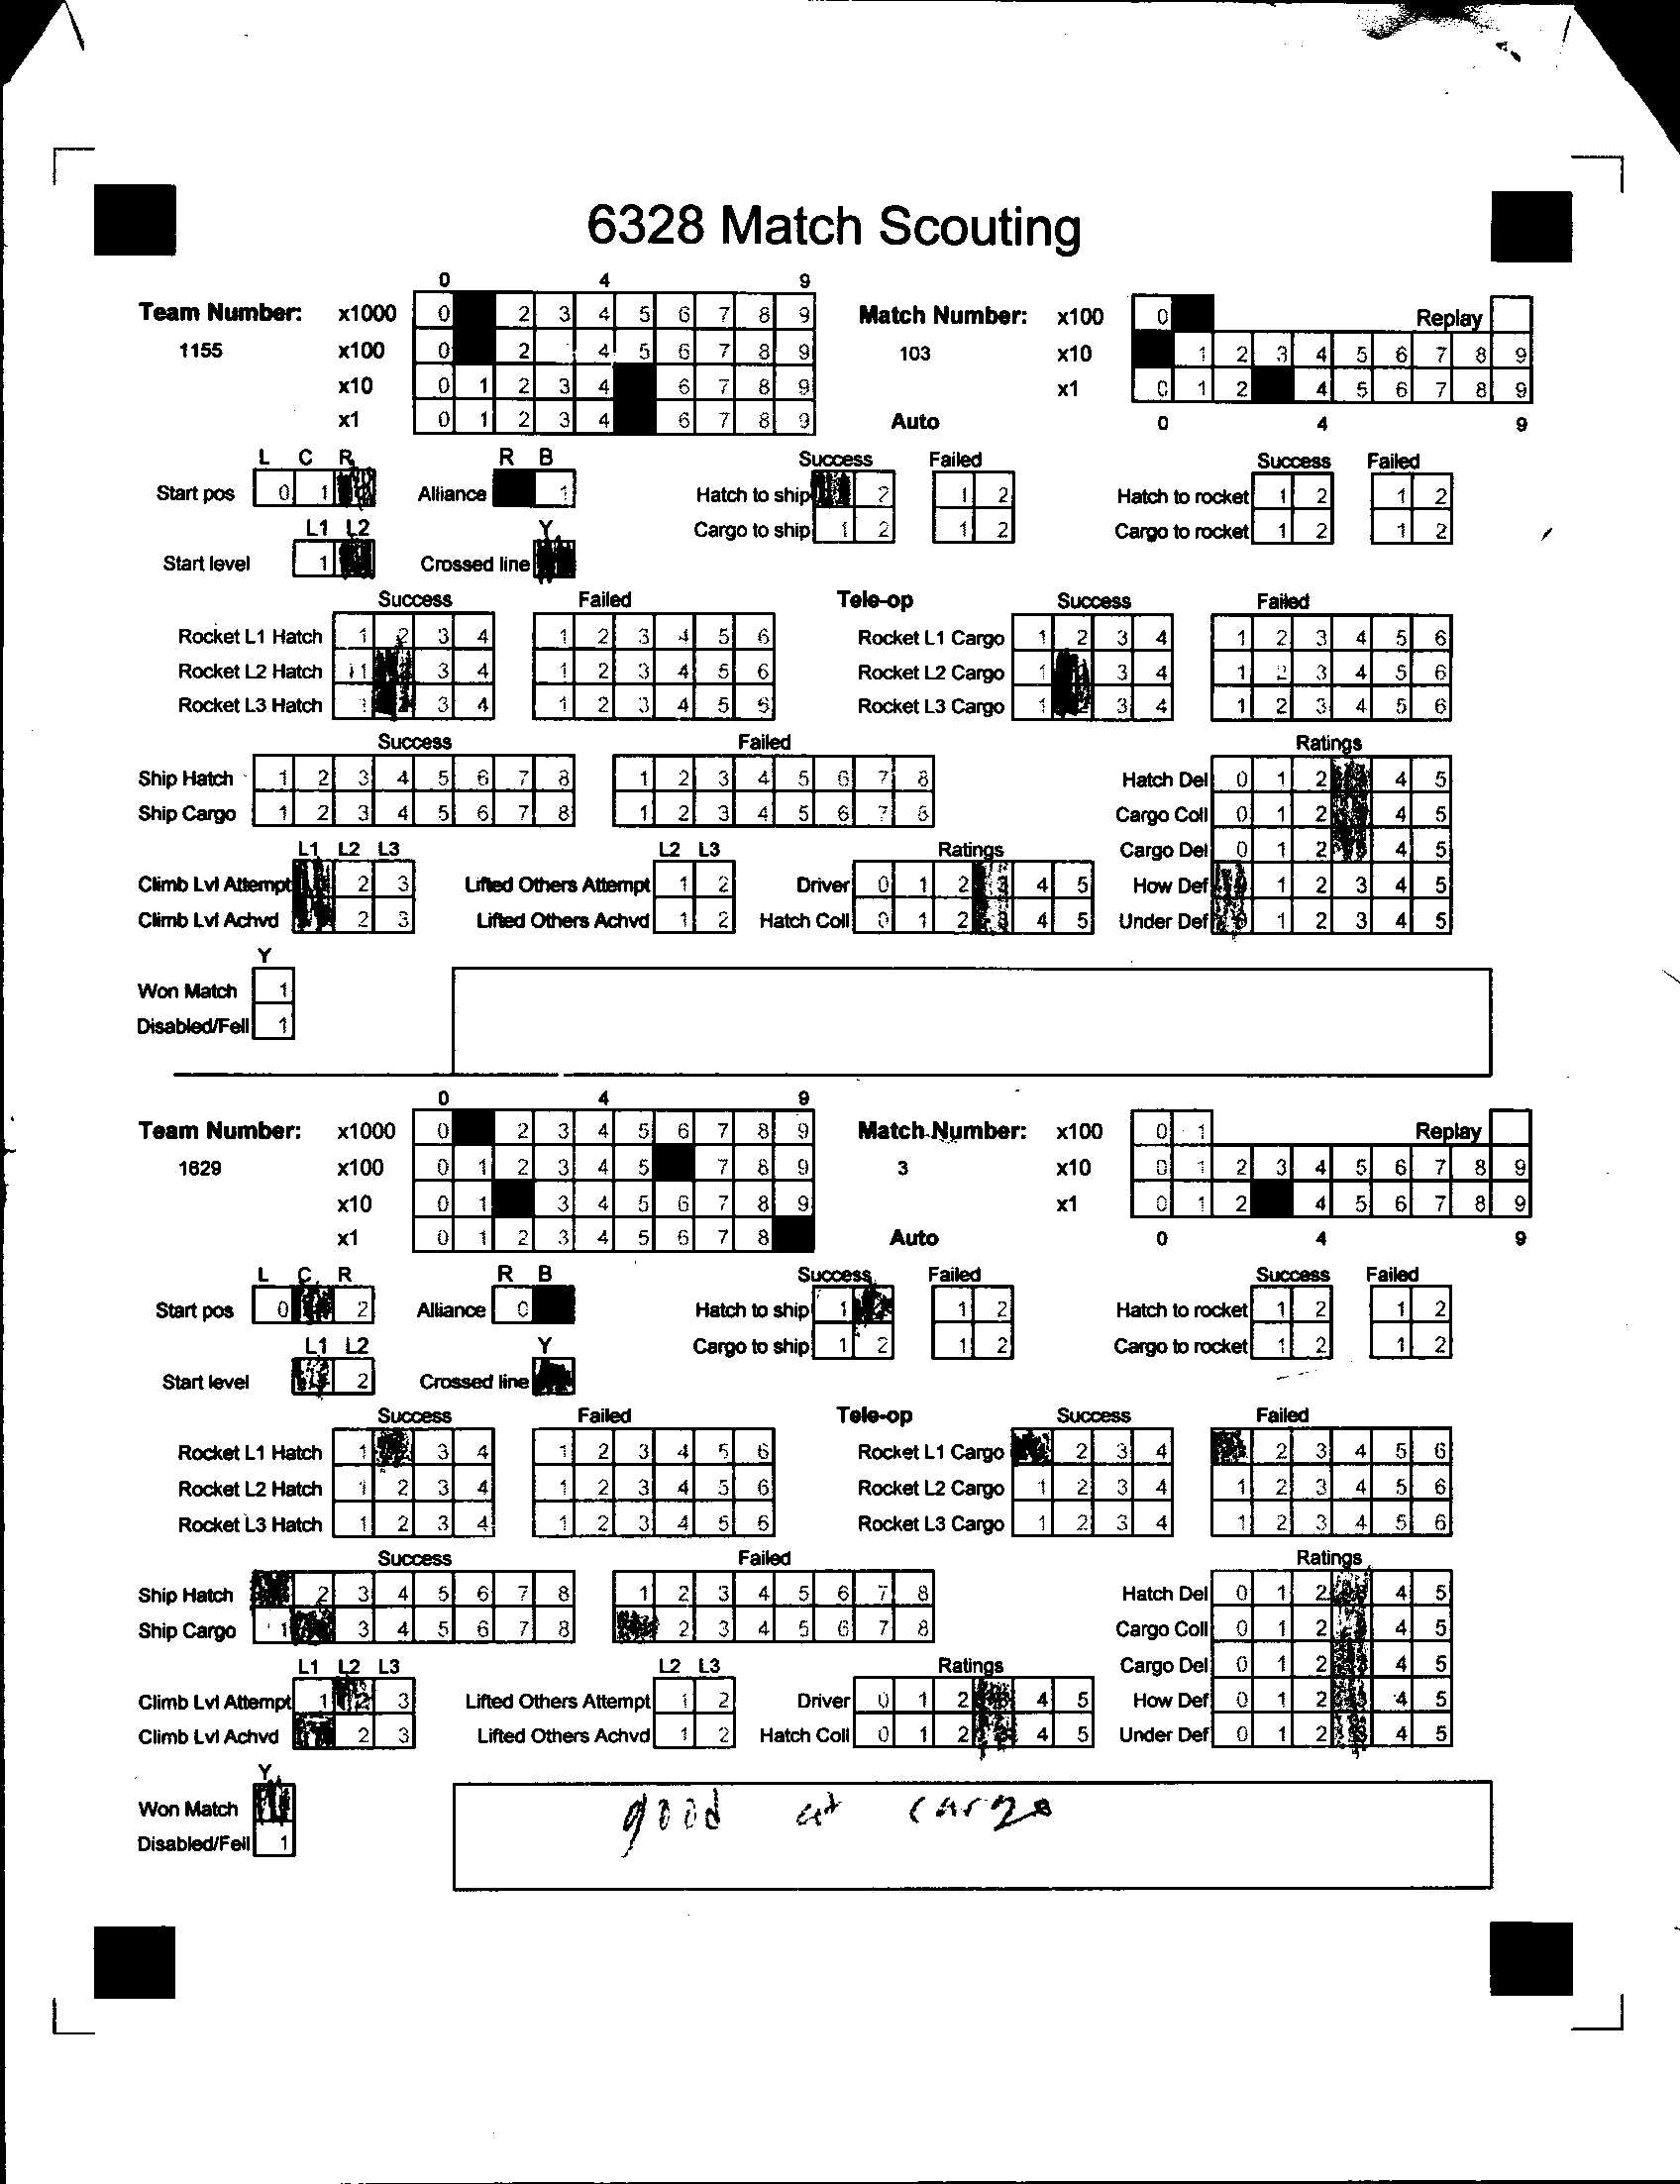 6328 Match Scouting
0 4 9
Team Number: x1000 0 2 3 4 5 6 7 8 9 Match Number: x100 0 Replay
1155 x100 0 2 4 5 6 7 8 9 103 x10 1 2 3 4 5 6 7 8 9
x10 0 1 2 3 4 6 7 8 9 x1 0 1 2 4 5 6 7 8 9
x1 0 1 2 3 4 6 7 8 9 Auto 0 4 9
L C R R B Success Failed Success Failed
Start pos 0 1 Alliance 1 Hatch to ship 2 1 2 Hatch to rocket 1 2 1 2
L1 L2 Y Cargo to ship 1 2 1 2 Cargo to rocket 1 2 1 2
Start level 1 Crossed line
Success Failed Tele-op Success Failed
Rocket L1 Hatch 1 2 3 4 1 2 3 4 5 6 Rocket L1 Cargo 1 2 3 4 1 2 3 4 5 6
Rocket L2 Hatch 1 3 4 1 2 3 4 5 6 Rocket L2 Cargo 1 3 4 1 2 3 4 5 6
Rocket L3 Hatch 1 3 4 1 2 3 4 5 6 Rocket L3 Cargo 1 3 4 1 2 3 4 5 6
Success Failed Ratings
Ship Hatch 1 2 3 4 5 6 7 8 1 2 3 4 5 6 7 8 Hatch Del 0 1 2 4 5
Ship Cargo 1 2 3 4 5 6 7 8 1 2 3 4 5 6 7 8 Cargo Coll 0 1 2 4 5
L1 L2 L3 L2 L3 Ratings Cargo Del 0 1 2 4 5
Climb Lvl Attempt 2 3 Lifted Others Attempt 1 2 Driver 0 1 2 3 4 5 How Def 1 2 3 4 5
Climb Lvl Achvd 2 3 Lifted Others Achvd 1 2 Hatch Coll 0 1 2 3 4 5 Under Def 0 1 2 3 4 5
Y
Won Match 1
Disabled/Fell 1
0 4 9
Team Number: x1000 0 2 3 4 5 6 7 8 9 Match Number: x100 0 1 Replay
1629 x100 0 1 2 3 4 5 7 8 9 3 x10 0 1 2 3 4 5 6 7 8 9
x10 0 1 3 4 5 6 7 8 9 x1 0 1 2 4 5 6 7 8 9
x1 0 1 2 3 4 5 6 7 8 Auto 0 4 9
L C R R B Success Failed Success Failed
Start pos 0 2 Alliance 0 Hatch to ship 1 1 2 Hatch to rocket 1 2 1 2
L1 L2 Y Cargo to ship 1 2 1 2 Cargo to rocket 1 2 1 2
Start level 2 Crossed line
Success Failed Tele-op Success Failed
Rocket L1 Hatch 1 3 4 1 2 3 4 5 6 Rocket L1 Cargo 2 3 4 2 3 4 5 6
Rocket L2 Hatch 1 2 3 4 1 2 3 4 5 6 Rocket L2 Cargo 1 2 3 4 1 2 3 4 5 6
Rocket L3 Hatch 1 2 3 4 1 2 3 4 5 6 Rocket L3 Cargo 1 2 3 4 1 2 3 4 5 6
Success Failed Ratings
Ship Hatch 2 3 4 5 6 7 8 1 2 3 4 5 6 7 8 Hatch Del 0 1 2 4 5
Ship Cargo 1 3 4 5 6 7 8 2 3 4 5 6 7 8 Cargo Coll 0 1 2 4 5
L1 L2 L3 L2 L3 Ratings Cargo Del 0 1 2 4 5
Climb Lvl Attempt 1 2 3 Lifted Others Attempt 1 2 Driver 0 1 2 4 5 How Def 0 1 2 4 5
Climb Lvl Achvd 2 3 Lifted Others Achvd 1 2 Hatch Coll 0 1 2 4 5 Under Def 0 1 2 4 5
Y
Won Match
Disabled/Fell 1
good at cargo